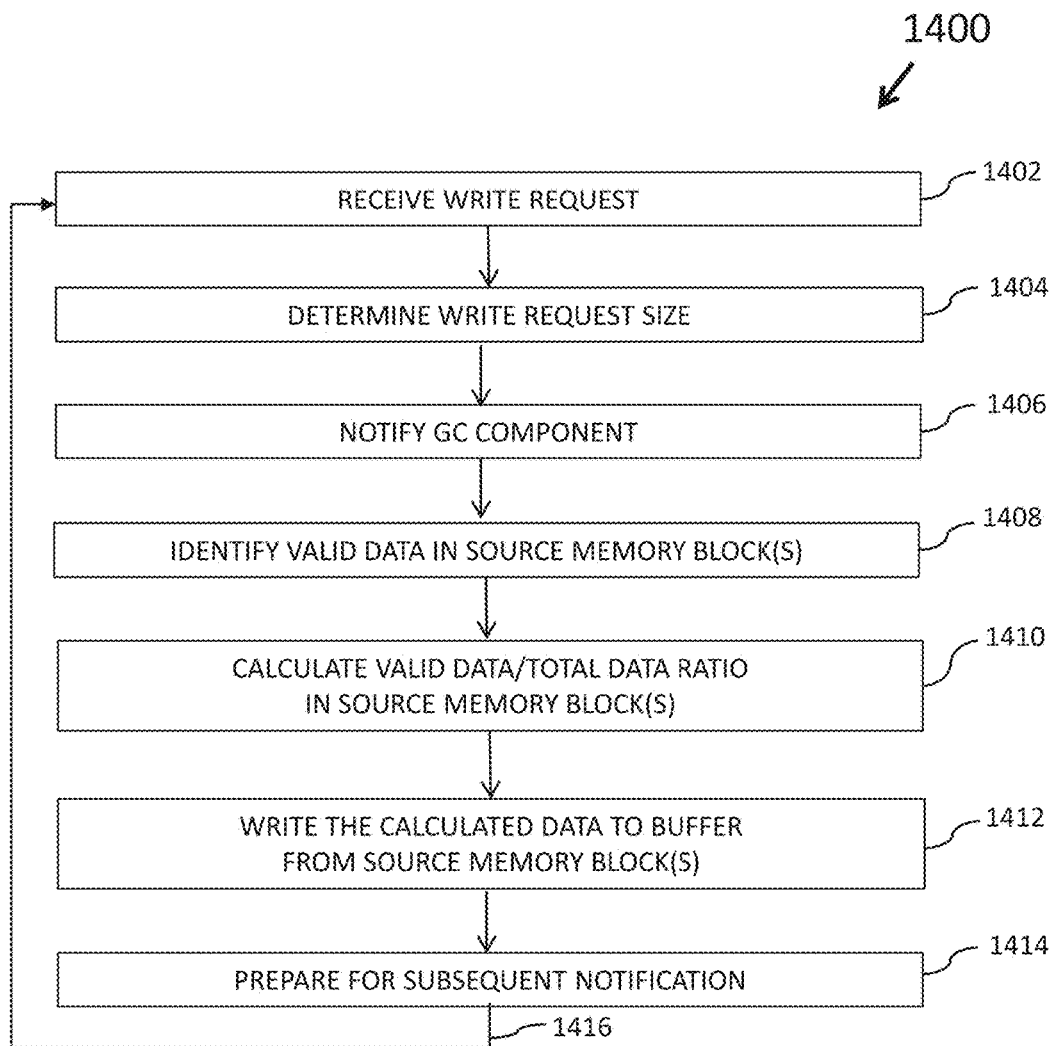 1400
RECEIVE WRITE REQUEST
1402
DETERMINE WRITE REQUEST SIZE
1404
NOTIFY GC COMPONENT
1406
IDENTIFY VALID DATA IN SOURCE MEMORY BLOCK(S)
1408
CALCULATE VALID DATA/TOTAL DATA RATIO
IN SOURCE MEMORY BLOCK(S)
1410
WRITE THE CALCULATED DATA TO BUFFER
FROM SOURCE MEMORY BLOCK(S)
1412
PREPARE FOR SUBSEQUENT NOTIFICATION
1414
1416